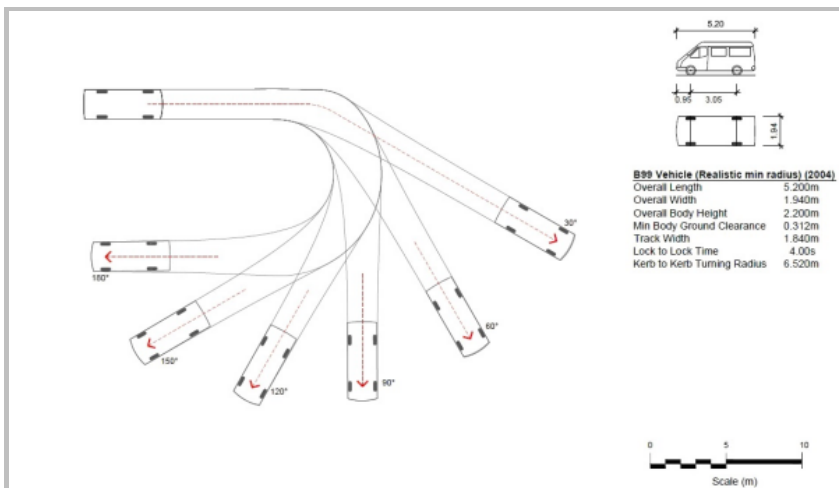 5.20
0.95 3.05
1.94
B99 Vehicle (Realistic min radius) (2004)
Overall Length 5.200m
Overall Width 1.940m
Overall Body Height 2.200m
Min Body Ground Clearance 0.312m
Track Width 1.840m
Lock to Lock Time 4.00s
Kerb to Kerb Turning Radius 6.520m
30°
180°
60°
150°
90°
120°
0 5 10
Scale (m)